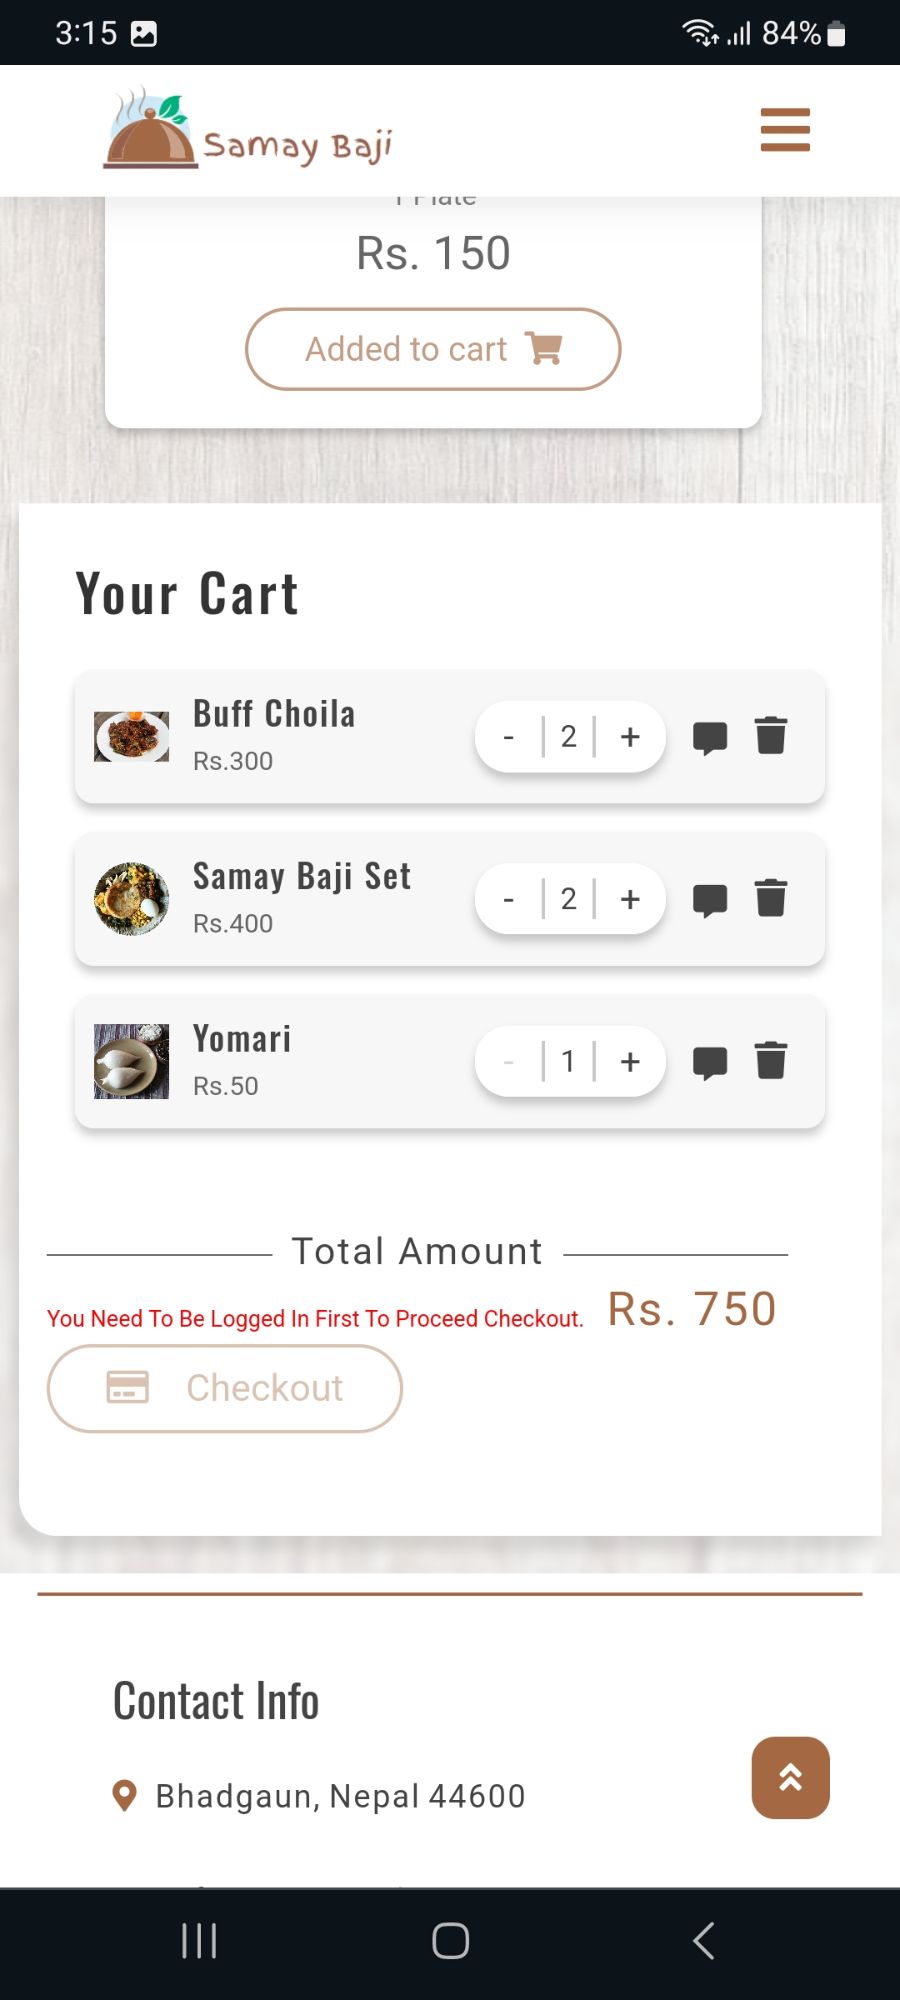 3:15
84%
Samay Baji
1 Plate
Rs. 150
Added to cart
Your Cart
Buff Choila
Rs.300
- 2 +
Samay Baji Set
Rs.400
- 2 +
Yomari
Rs.50
- 1 +
Total Amount
You Need To Be Logged In First To Proceed Checkout.
Rs. 750
Checkout
Contact Info
Bhadgaun, Nepal 44600